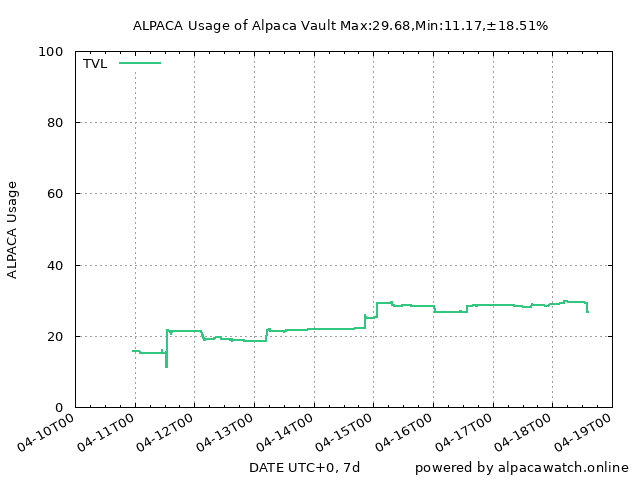 ALPACA Usage of Alpaca Vault Max:29.68,Min:11.17,±18.51%
TVL
100
80
60
40
20
0
ALPACA Usage
04-10T00
04-11T00
04-12T00
04-13T00
04-14T00
04-15T00
04-16T00
04-17T00
04-18T00
04-19T00
DATE UTC+0, 7d
powered by alpacawatch.online